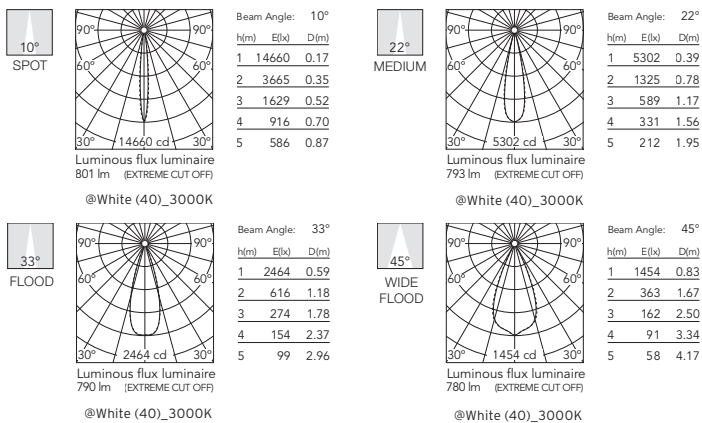 10°
SPOT
90° 90°
60° 60°
30° 14660 cd 30°
Luminous flux luminaire
801 lm (EXTREME CUT OFF)
@White (40)_3000K
Beam Angle: 10°
h(m) E(lx) D(m)
1 14660 0.17
2 3665 0.35
3 1629 0.52
4 916 0.70
5 586 0.87
22°
MEDIUM
90° 90°
60° 60°
30° 5302 cd 30°
Luminous flux luminaire
793 lm (EXTREME CUT OFF)
@White (40)_3000K
Beam Angle: 22°
h(m) E(lx) D(m)
1 5302 0.39
2 1325 0.78
3 589 1.17
4 331 1.56
5 212 1.95
33°
FLOOD
90° 90°
60° 60°
30° 2464 cd 30°
Luminous flux luminaire
790 lm (EXTREME CUT OFF)
@White (40)_3000K
Beam Angle: 33°
h(m) E(lx) D(m)
1 2464 0.59
2 616 1.18
3 274 1.78
4 154 2.37
5 99 2.96
45°
WIDE
FLOOD
90° 90°
60° 60°
30° 1454 cd 30°
Luminous flux luminaire
780 lm (EXTREME CUT OFF)
@White (40)_3000K
Beam Angle: 45°
h(m) E(lx) D(m)
1 1454 0.83
2 363 1.67
3 162 2.50
4 91 3.34
5 58 4.17